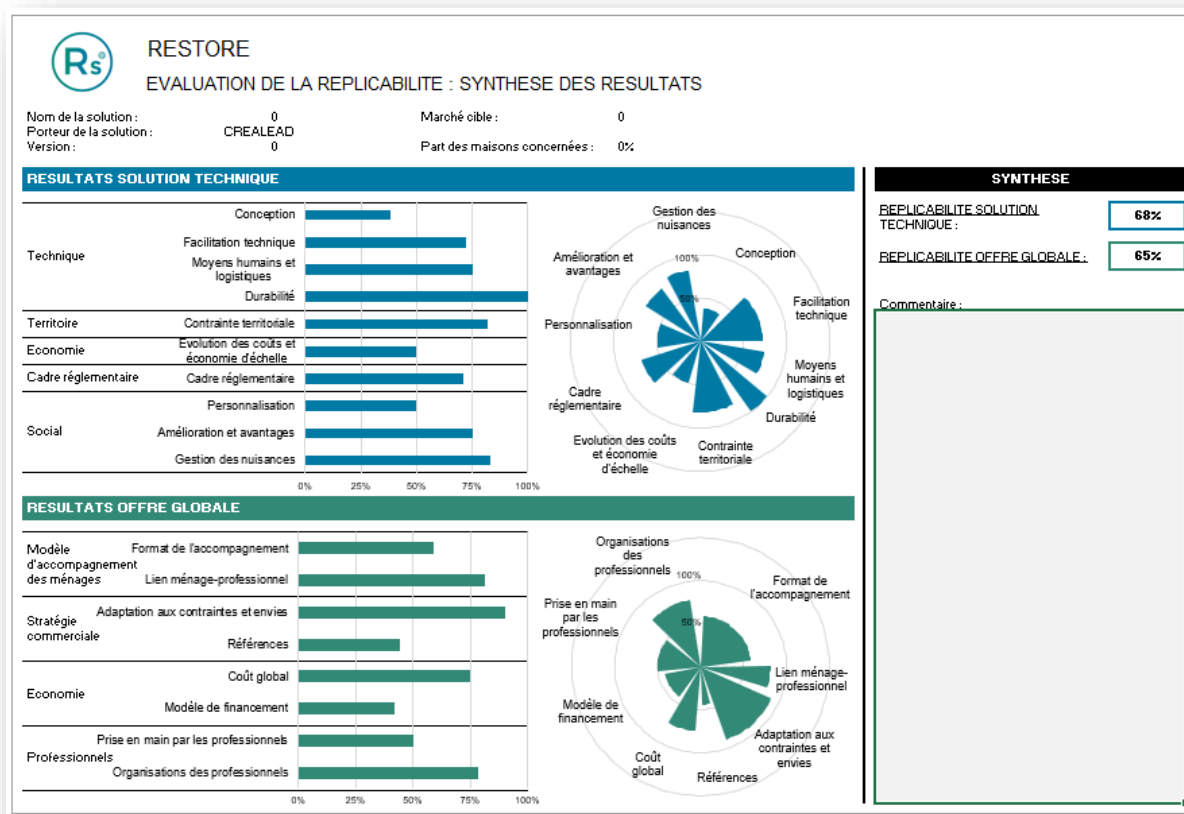 Rs
RESTORE
EVALUATION DE LA REPLICABILITE : SYNTHESE DES RESULTATS
Nom de la solution : 0
Porteur de la solution : CREALEAD
Version : 0
Marché cible : 0
Part des maisons concernées : 0%
RESULTATS SOLUTION TECHNIQUE
Technique
Conception
Facilitation technique
Moyens humains et
logistiques
Durabilité
Territoire
Contrainte territoriale
Economie
Evolution des coûts et
économie d'échelle
Cadre réglementaire
Cadre réglementaire
Social
Personnalisation
Amélioration et avantages
Gestion des nuisances
0% 25% 50% 75% 100%
Gestion des
nuisances
Conception
Facilitation
technique
Moyens
humains et
logistiques
Durabilité
Contrainte
territoriale
Evolution des coûts
et économie
d'échelle
Cadre
réglementaire
Personnalisation
Amélioration et
avantages
100%
50%
RESULTATS OFFRE GLOBALE
Modèle
d'accompagnement
des ménages
Format de l'accompagnement
Lien ménage-professionnel
Stratégie
commerciale
Adaptation aux contraintes et envies
Références
Economie
Coût global
Modèle de financement
Professionnels
Prise en main par les professionnels
Organisations des professionnels
0% 25% 50% 75% 100%
Organisations
des
professionnels
Format de
l'accompagnement
Lien ménage-
professionnel
Adaptation aux
contraintes et
envies
Références
Coût
global
Modèle de
financement
Prise en main
par les
professionnels
100%
50%
SYNTHESE
REPLICABILITE SOLUTION
TECHNIQUE :
68%
REPLICABILITE OFFRE GLOBALE :
65%
Commentaire :